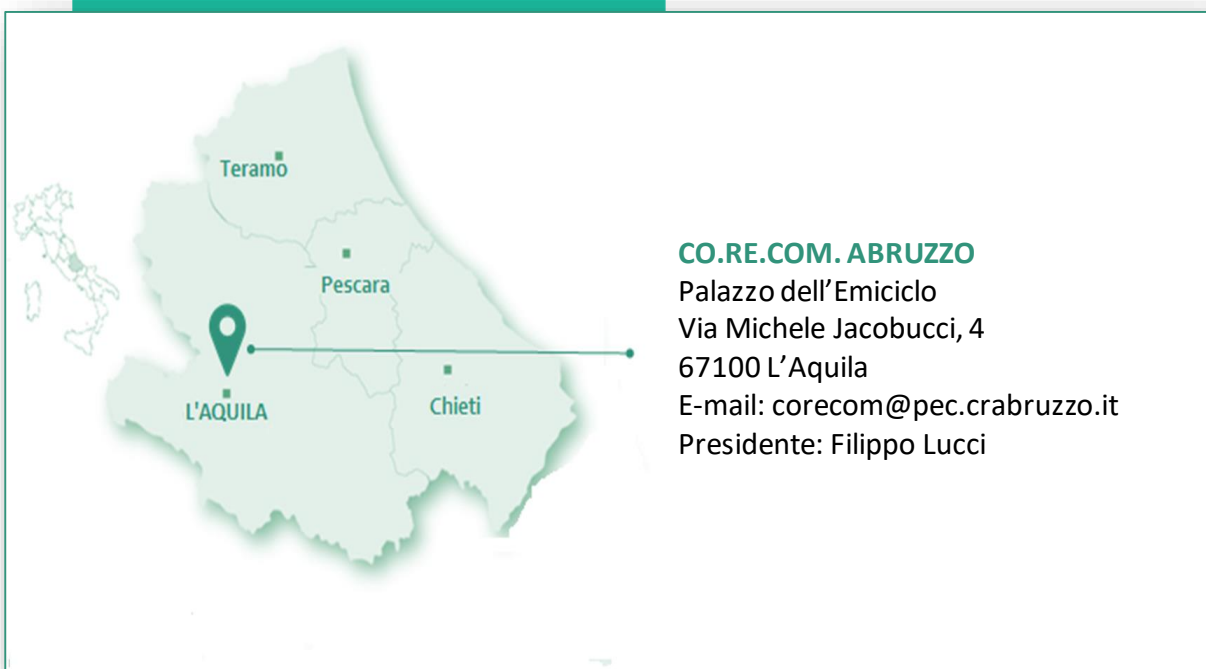 Teramo
Pescara
L'AQUILA
Chieti
CO.RE.COM. ABRUZZO
Palazzo dell’Emiciclo
Via Michele Jacobucci, 4
67100 L’Aquila
E-mail: corecom@pec.crabruzzo.it
Presidente: Filippo Lucci